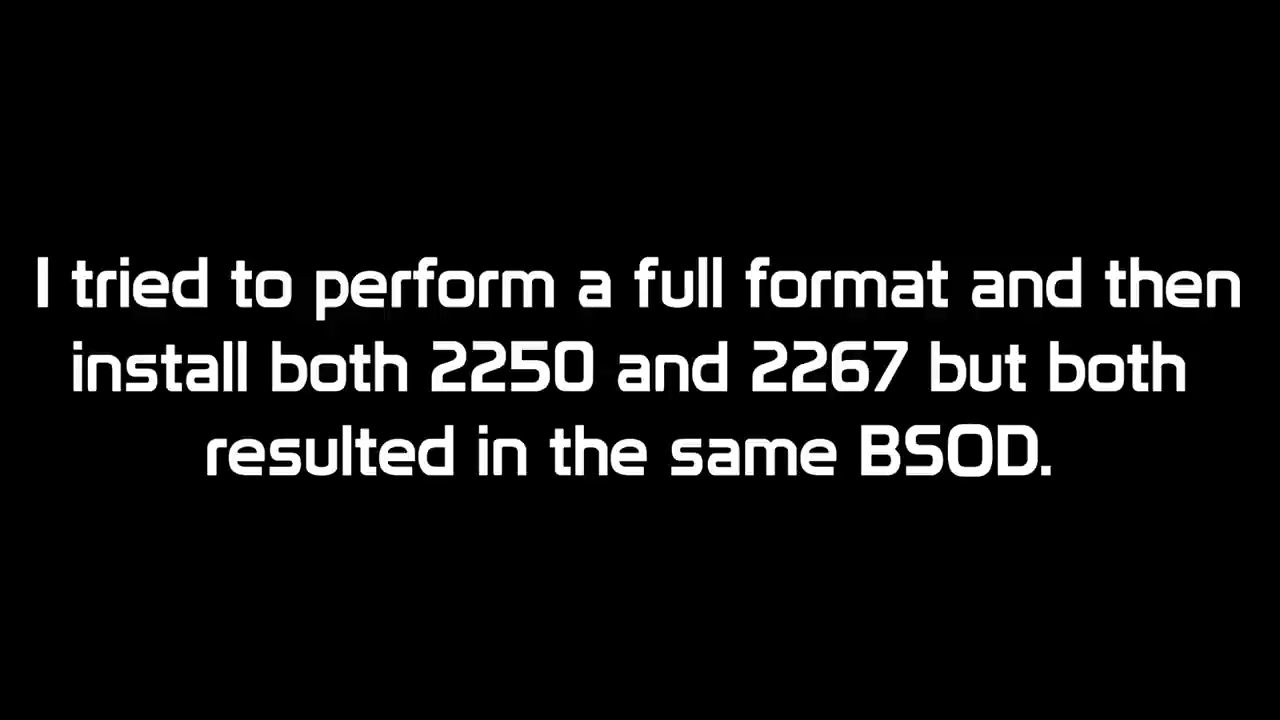 I tried to perform a full format and then
install both 2250 and 2267 but both
resulted in the same BSOD.